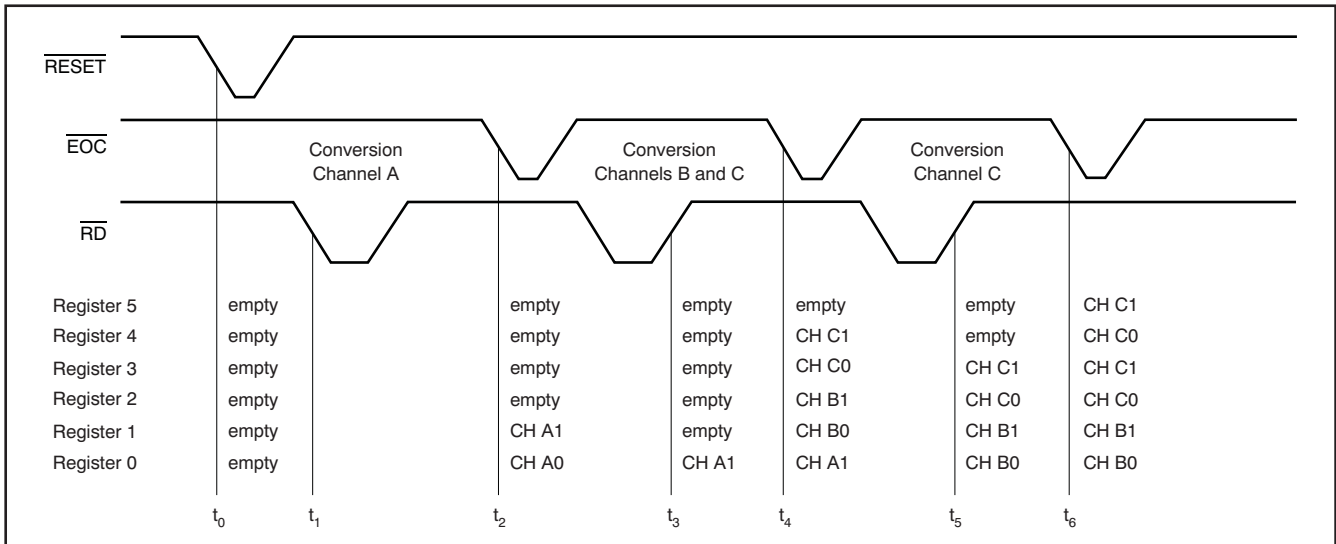 RESET
EOC
Conversion
Channel A
Conversion
Channels B and C
Conversion
Channel C
RD
Register 5 empty empty empty empty empty CH C1
Register 4 empty empty empty CH C1 empty CH C0
Register 3 empty empty empty CH C0 CH C1 CH C1
Register 2 empty empty empty CH B1 CH C0 CH C0
Register 1 empty CH A1 empty CH B0 CH B1 CH B1
Register 0 empty CH A0 CH A1 CH A1 CH B0 CH B0
t0 t1 t2 t3 t4 t5 t6